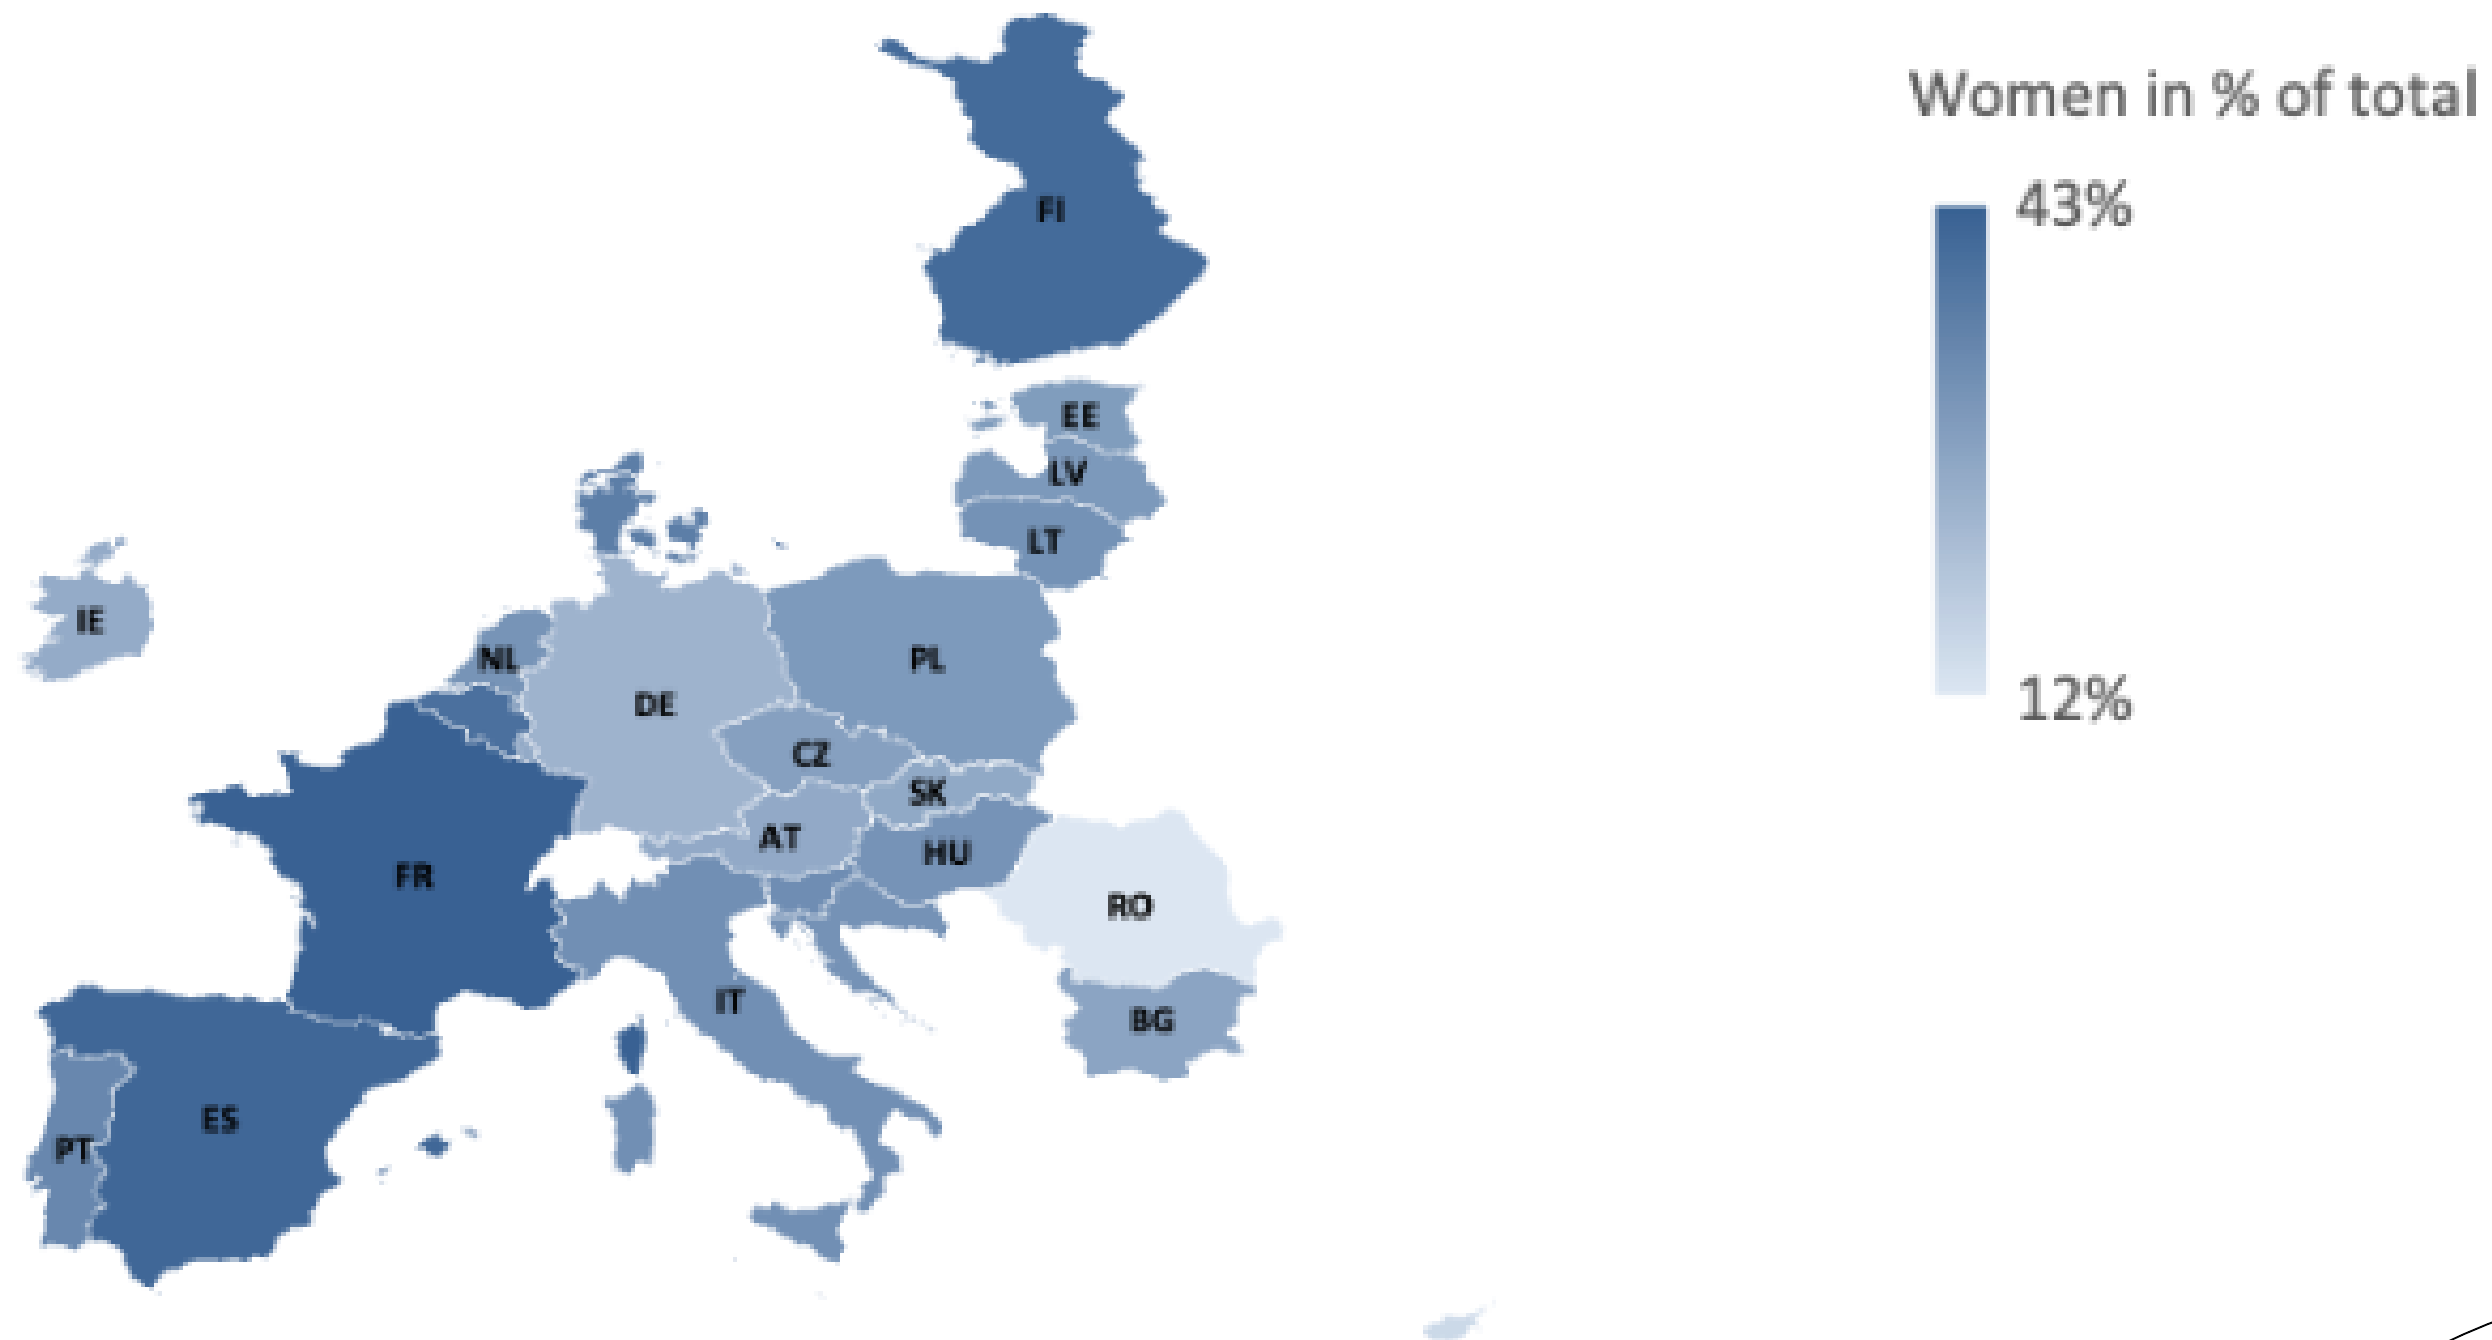 Women in % of total
43%
12%
FI
EE
LV
LT
IE
NL
PL
DE
CZ
SK
AT
HU
FR
RO
IT
BG
ES
PT